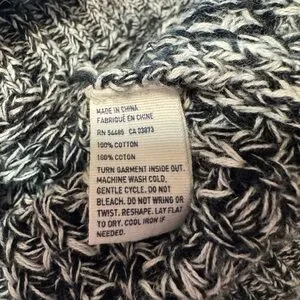 MADE IN CHINA
FABRIQUÉ EN CHINE
RN 54485 CA 23873
100% COTTON
100% COTON
TURN GARMENT INSIDE OUT.
MACHINE WASH COLD,
GENTLE CYCLE. DO NOT
BLEACH. DO NOT WRING OR
TWIST. RESHAPE. LAY FLAT
TO DRY. COOL IRON IF
NEEDED.